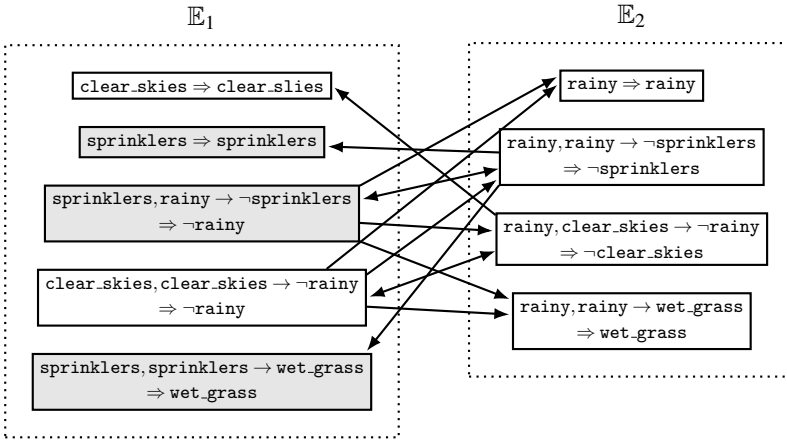 𝔼₁
clear_skies ⇒ clear_slies
sprinklers ⇒ sprinklers
sprinklers, rainy → ¬sprinklers
⇒ ¬rainy
clear_skies, clear_skies → ¬rainy
⇒ ¬rainy
sprinklers, sprinklers → wet_grass
⇒ wet_grass
𝔼₂
rainy ⇒ rainy
rainy, rainy → ¬sprinklers
⇒ ¬sprinklers
rainy, clear_skies → ¬rainy
⇒ ¬clear_skies
rainy, rainy → wet_grass
⇒ wet_grass